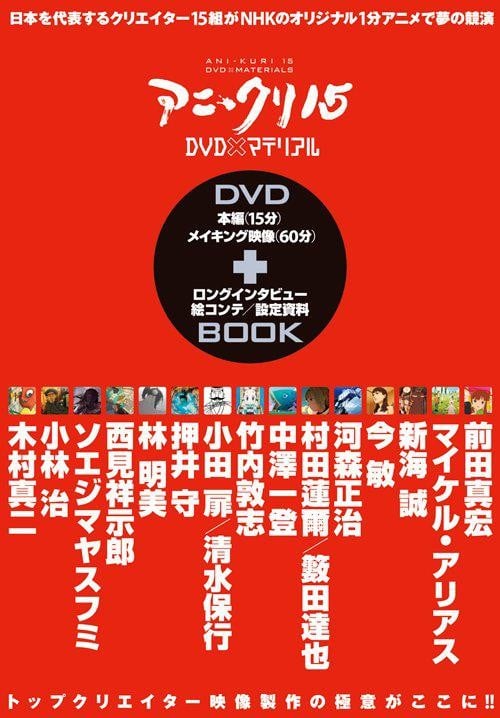 日本を代表するクリエイター15組がNHKのオリジナル1分アニメで夢の競演
ANI-KURI 15
DVD×MATERIALS
アニ*クリ15
DVD×マテリアル
DVD
本編(15分)
メイキング映像(60分)
+
ロングインタビュー
絵コンテ/設定資料
BOOK
前田真宏
マイケル・アリアス
新海 誠
今 敏
河森正治
村田蓮爾/籔田達也
中澤一登
竹内敦志
小田 扉/清水保行
押井 守
林 明美
西見祥示郎
ソエジマヤスフミ
小林 治
木村真二
トップクリエイター映像製作の極意がここに!!